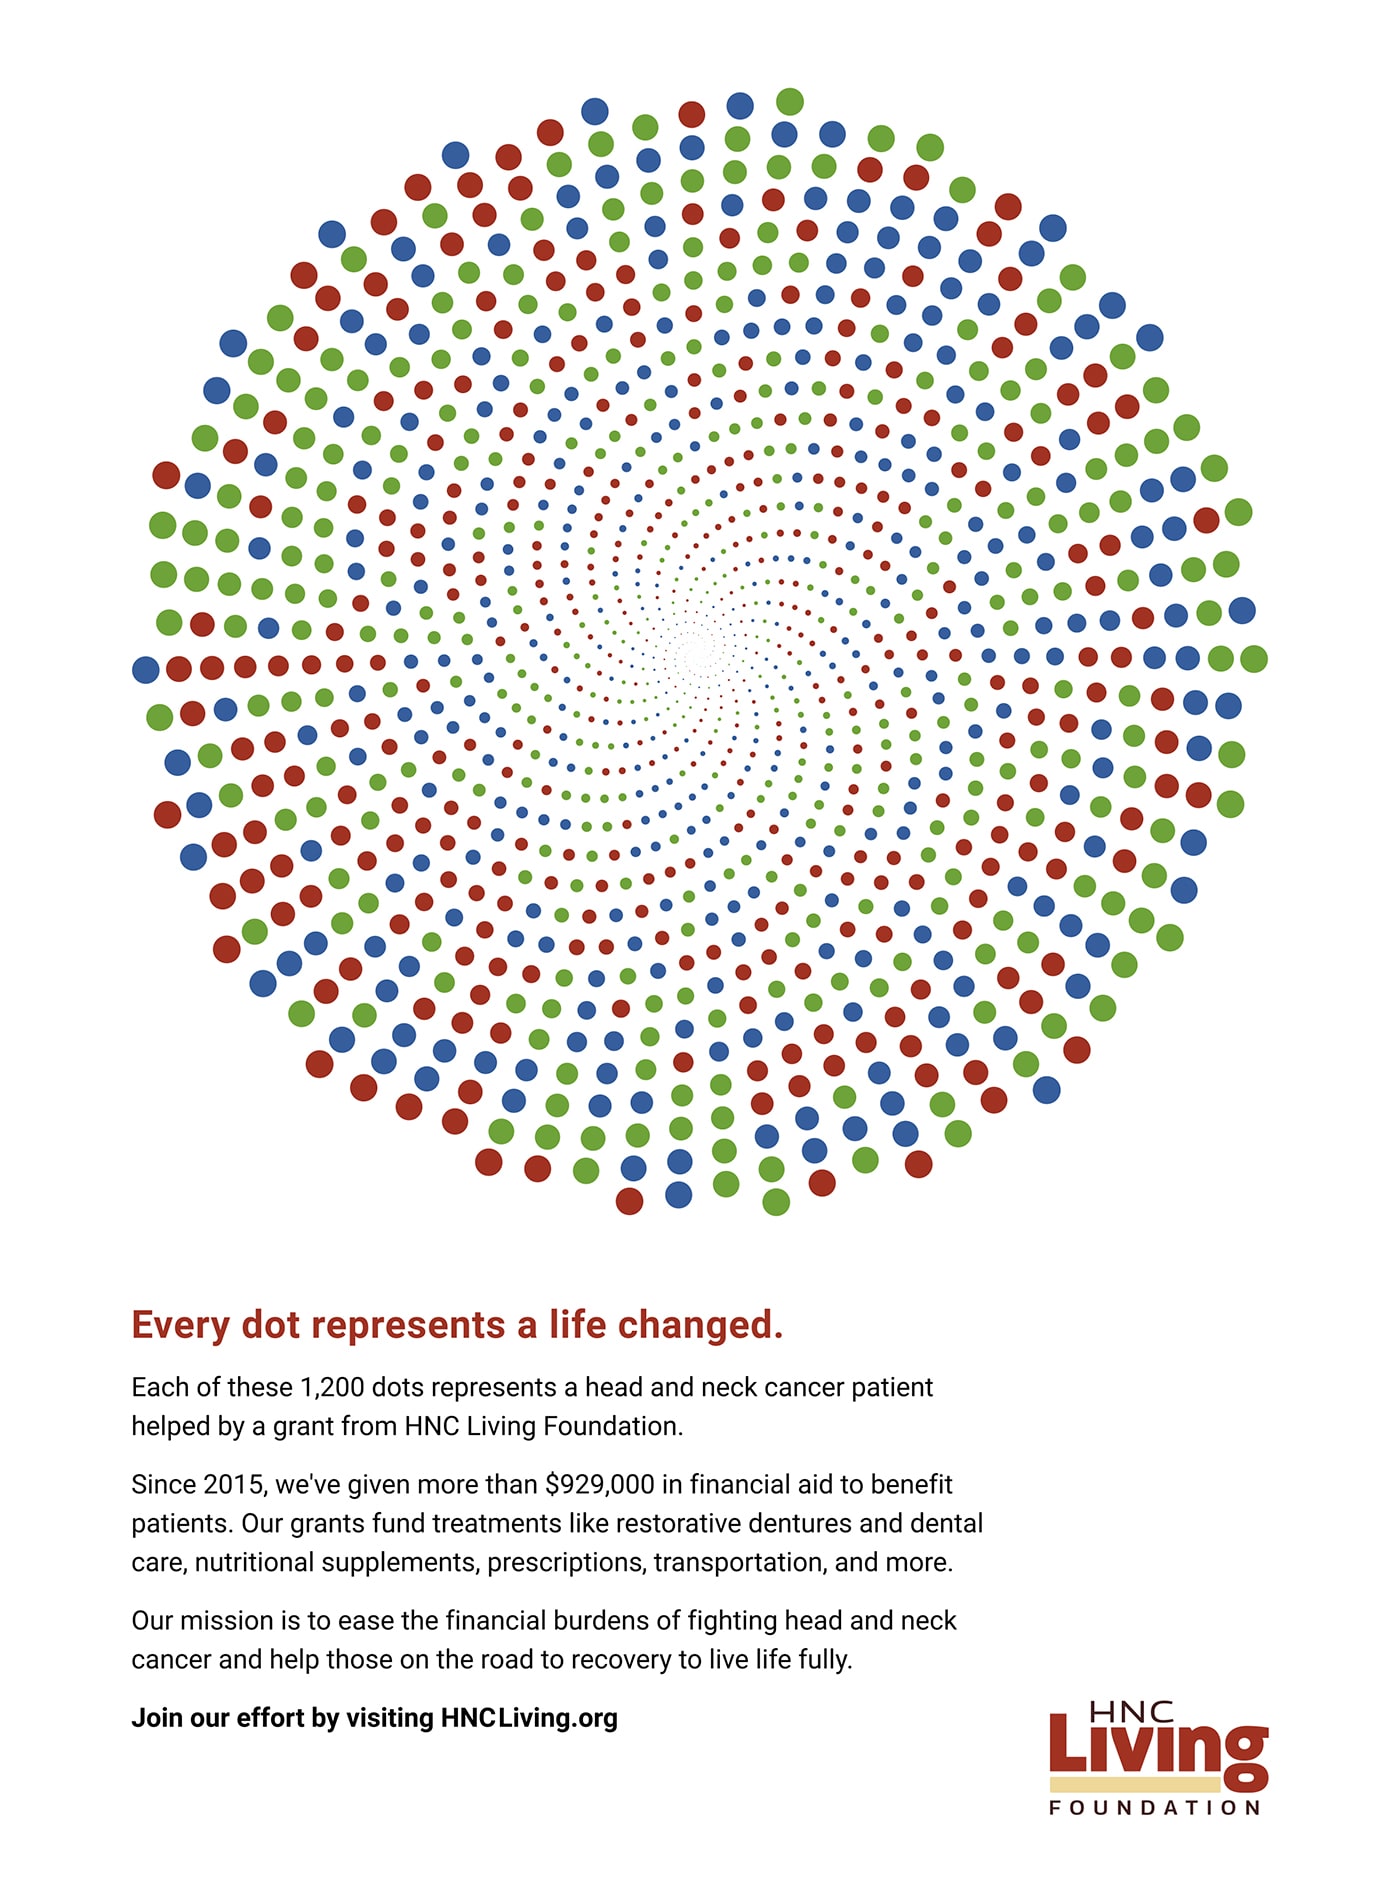 Every dot represents a life changed.
Each of these 1,200 dots represents a head and neck cancer patient
helped by a grant from HNC Living Foundation.
Since 2015, we've given more than $929,000 in financial aid to benefit
patients. Our grants fund treatments like restorative dentures and dental
care, nutritional supplements, prescriptions, transportation, and more.
Our mission is to ease the financial burdens of fighting head and neck
cancer and help those on the road to recovery to live life fully.
Join our effort by visiting HNCLiving.org
HNC
Living
FOUNDATION